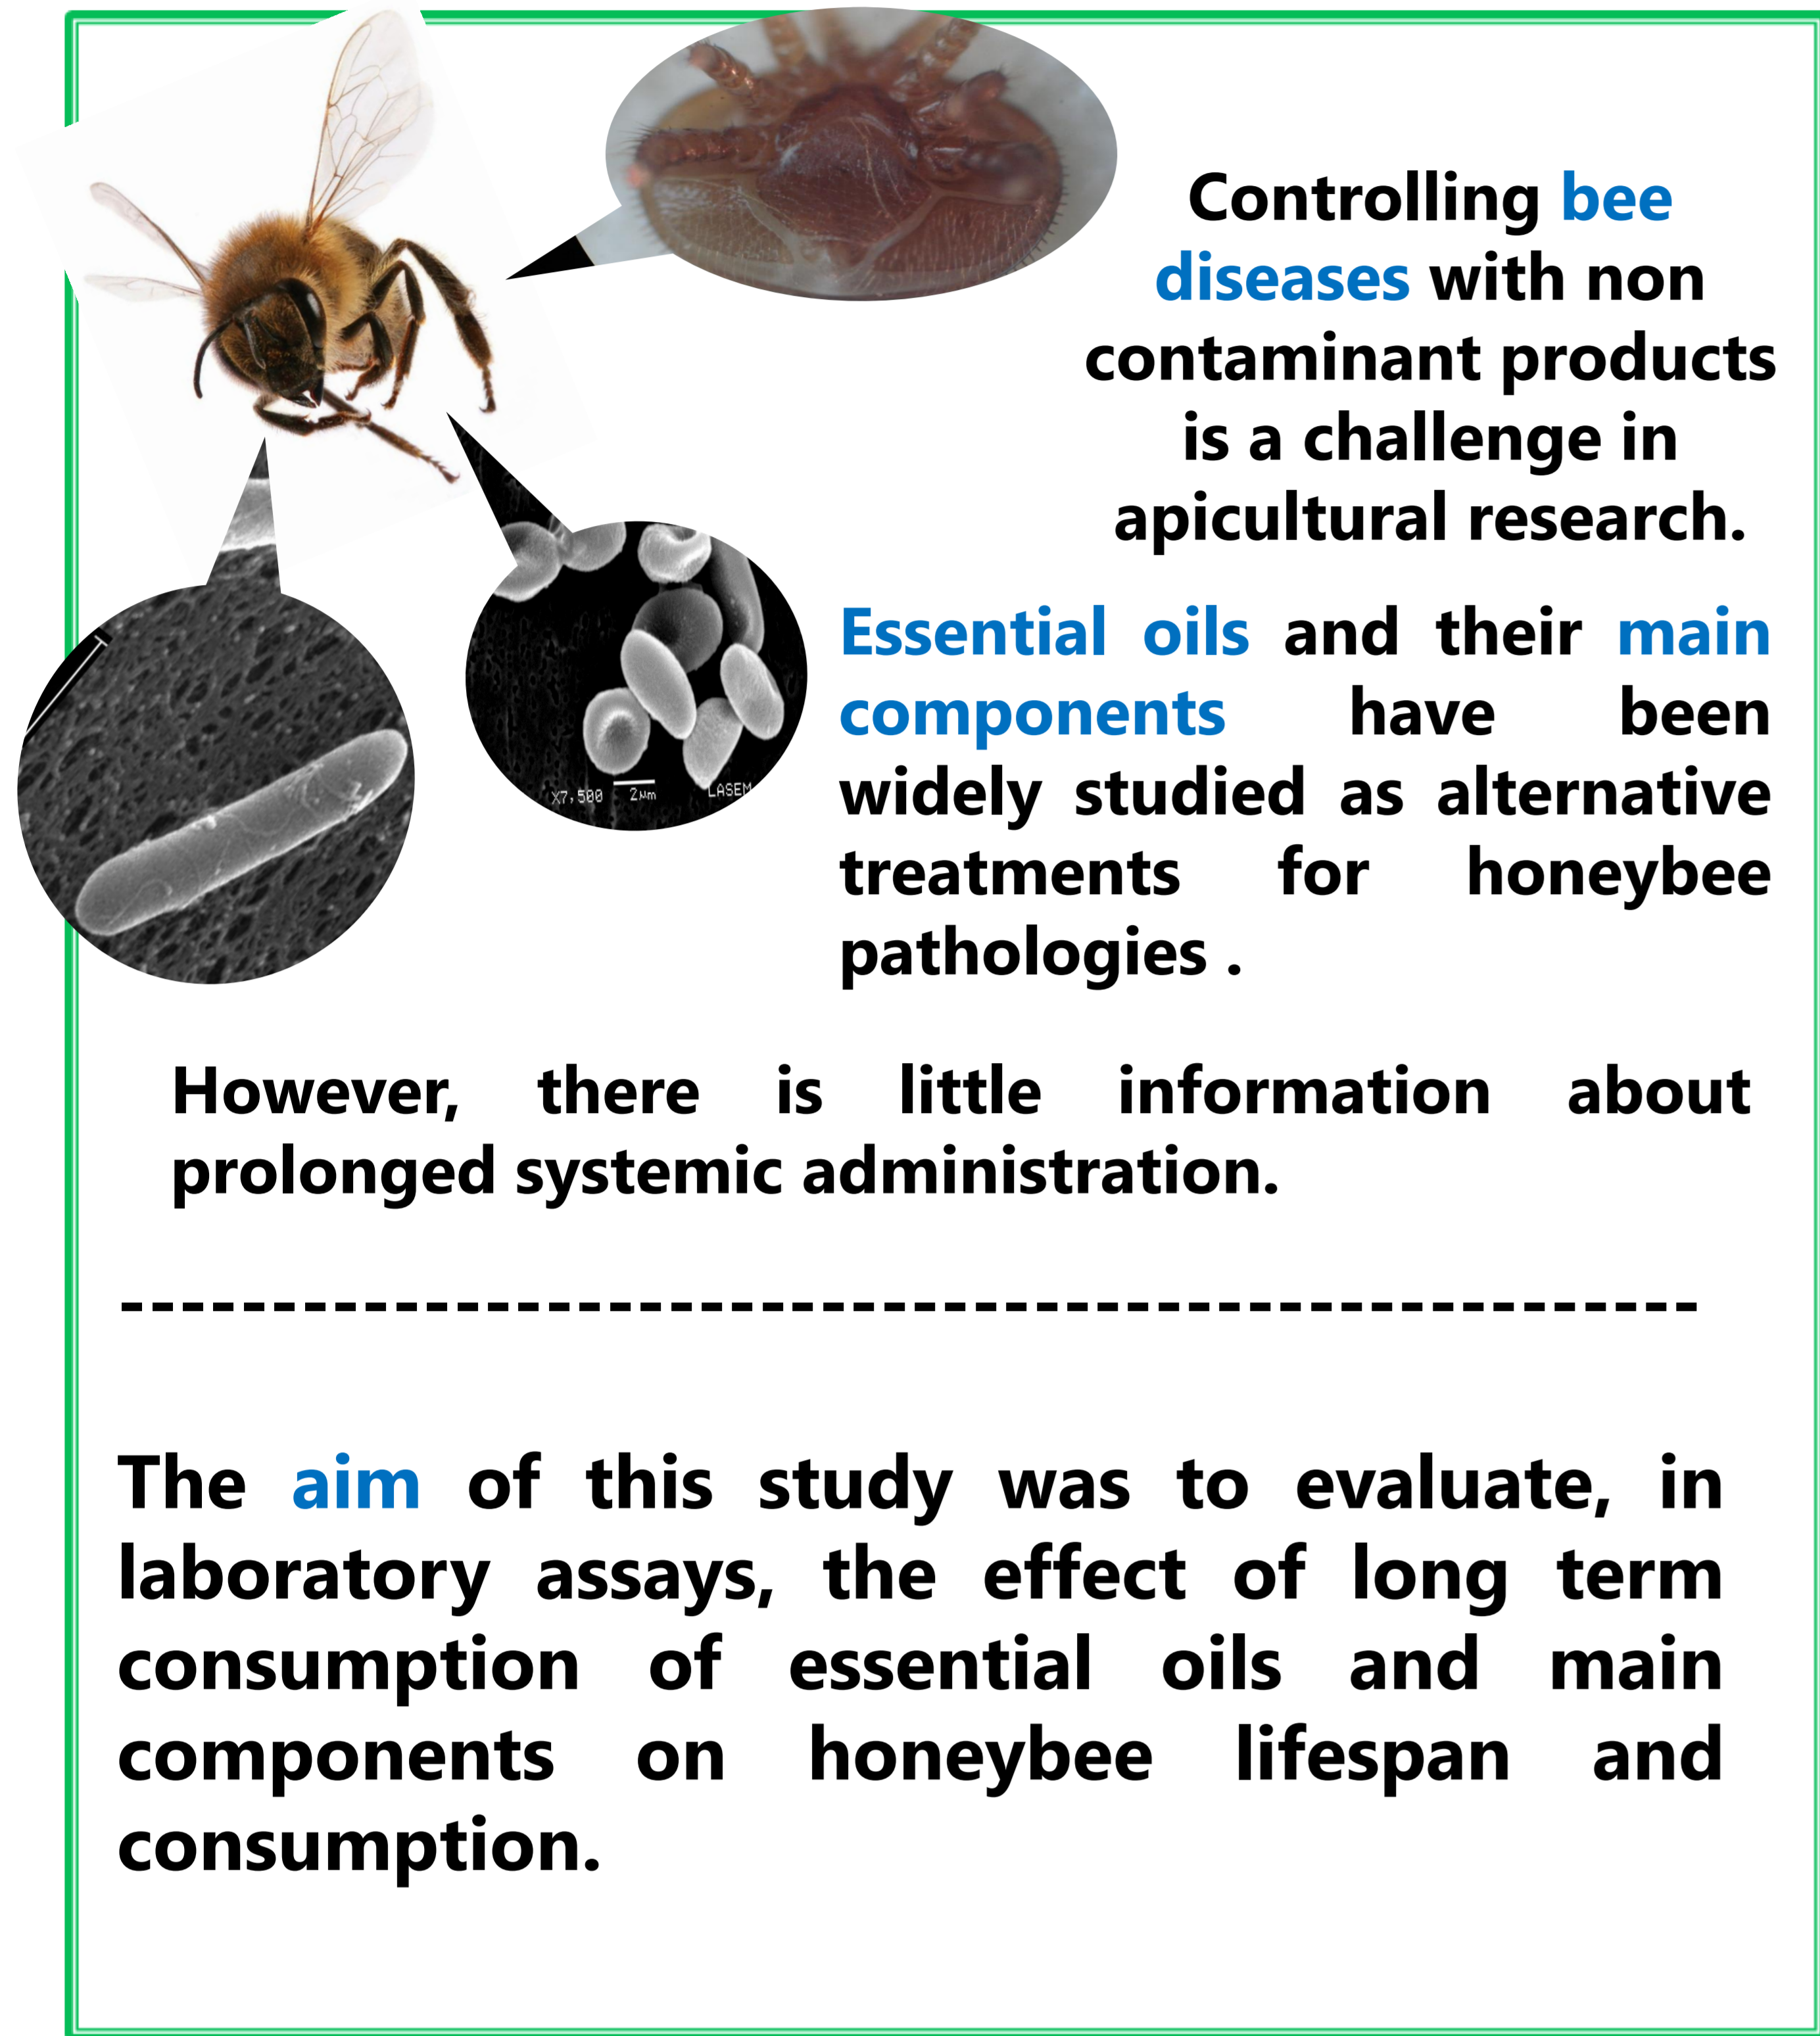 Controlling bee
diseases with non
contaminant products
is a challenge in
apicultural research.
Essential oils and their main
components have been
widely studied as alternative
treatments for honeybee
pathologies .
X7,500 2µm LASEM
However, there is little information about
prolonged systemic administration.
The aim of this study was to evaluate, in
laboratory assays, the effect of long term
consumption of essential oils and main
components on honeybee lifespan and
consumption.